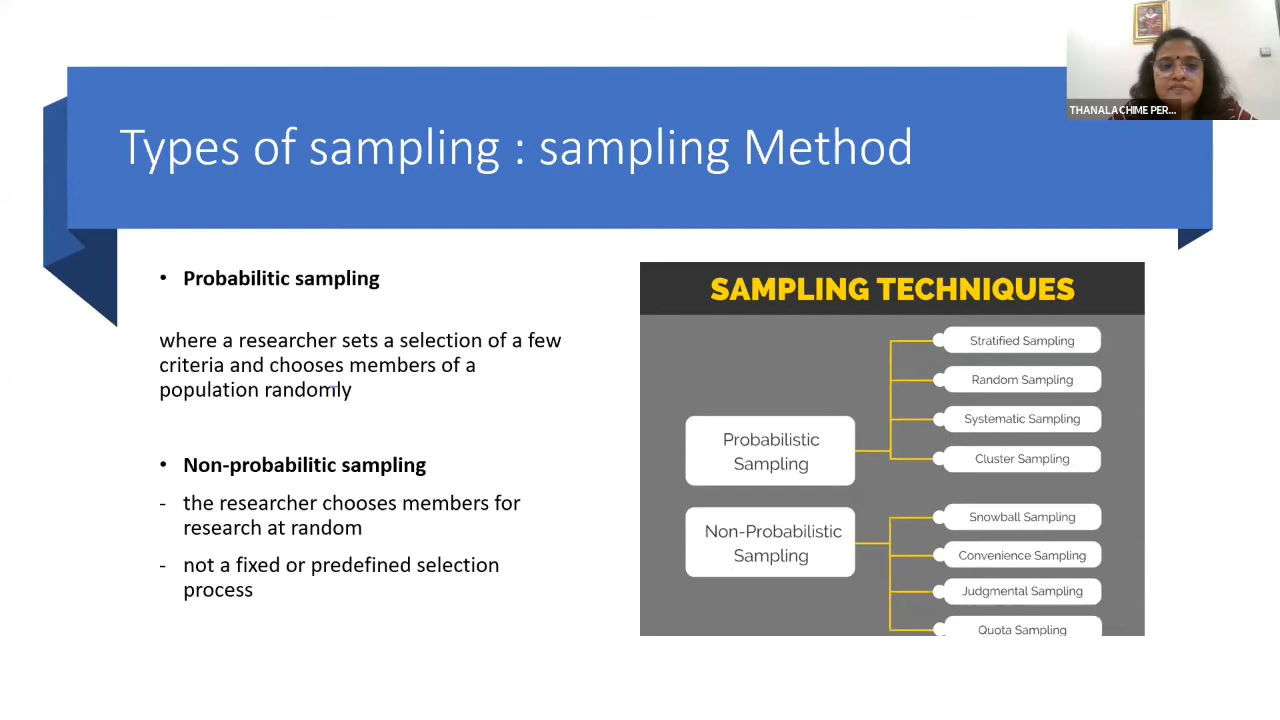 THANALACHIME PER...
Types of sampling : sampling Method
• Probabilitic sampling
where a researcher sets a selection of a few
criteria and chooses members of a
population randomly
• Non-probabilitic sampling
- the researcher chooses members for
research at random
- not a fixed or predefined selection
process
SAMPLING TECHNIQUES
Probabilistic
Sampling
Stratified Sampling
Random Sampling
Systematic Sampling
Cluster Sampling
Non-Probabilistic
Sampling
Snowball Sampling
Convenience Sampling
Judgmental Sampling
Quota Sampling